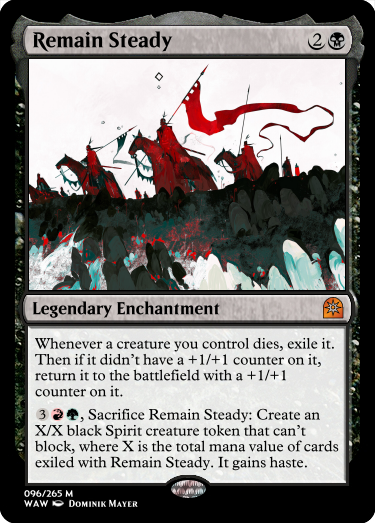 Remain Steady 2
Legendary Enchantment
Whenever a creature you control dies, exile it.
Then if it didn't have a +1/+1 counter on it,
return it to the battlefield with a +1/+1
counter on it.
3, Sacrifice Remain Steady: Create an
X/X black Spirit creature token that can't
block, where X is the total mana value of cards
exiled with Remain Steady. It gains haste.
096/265 M
WAW Dominik Mayer